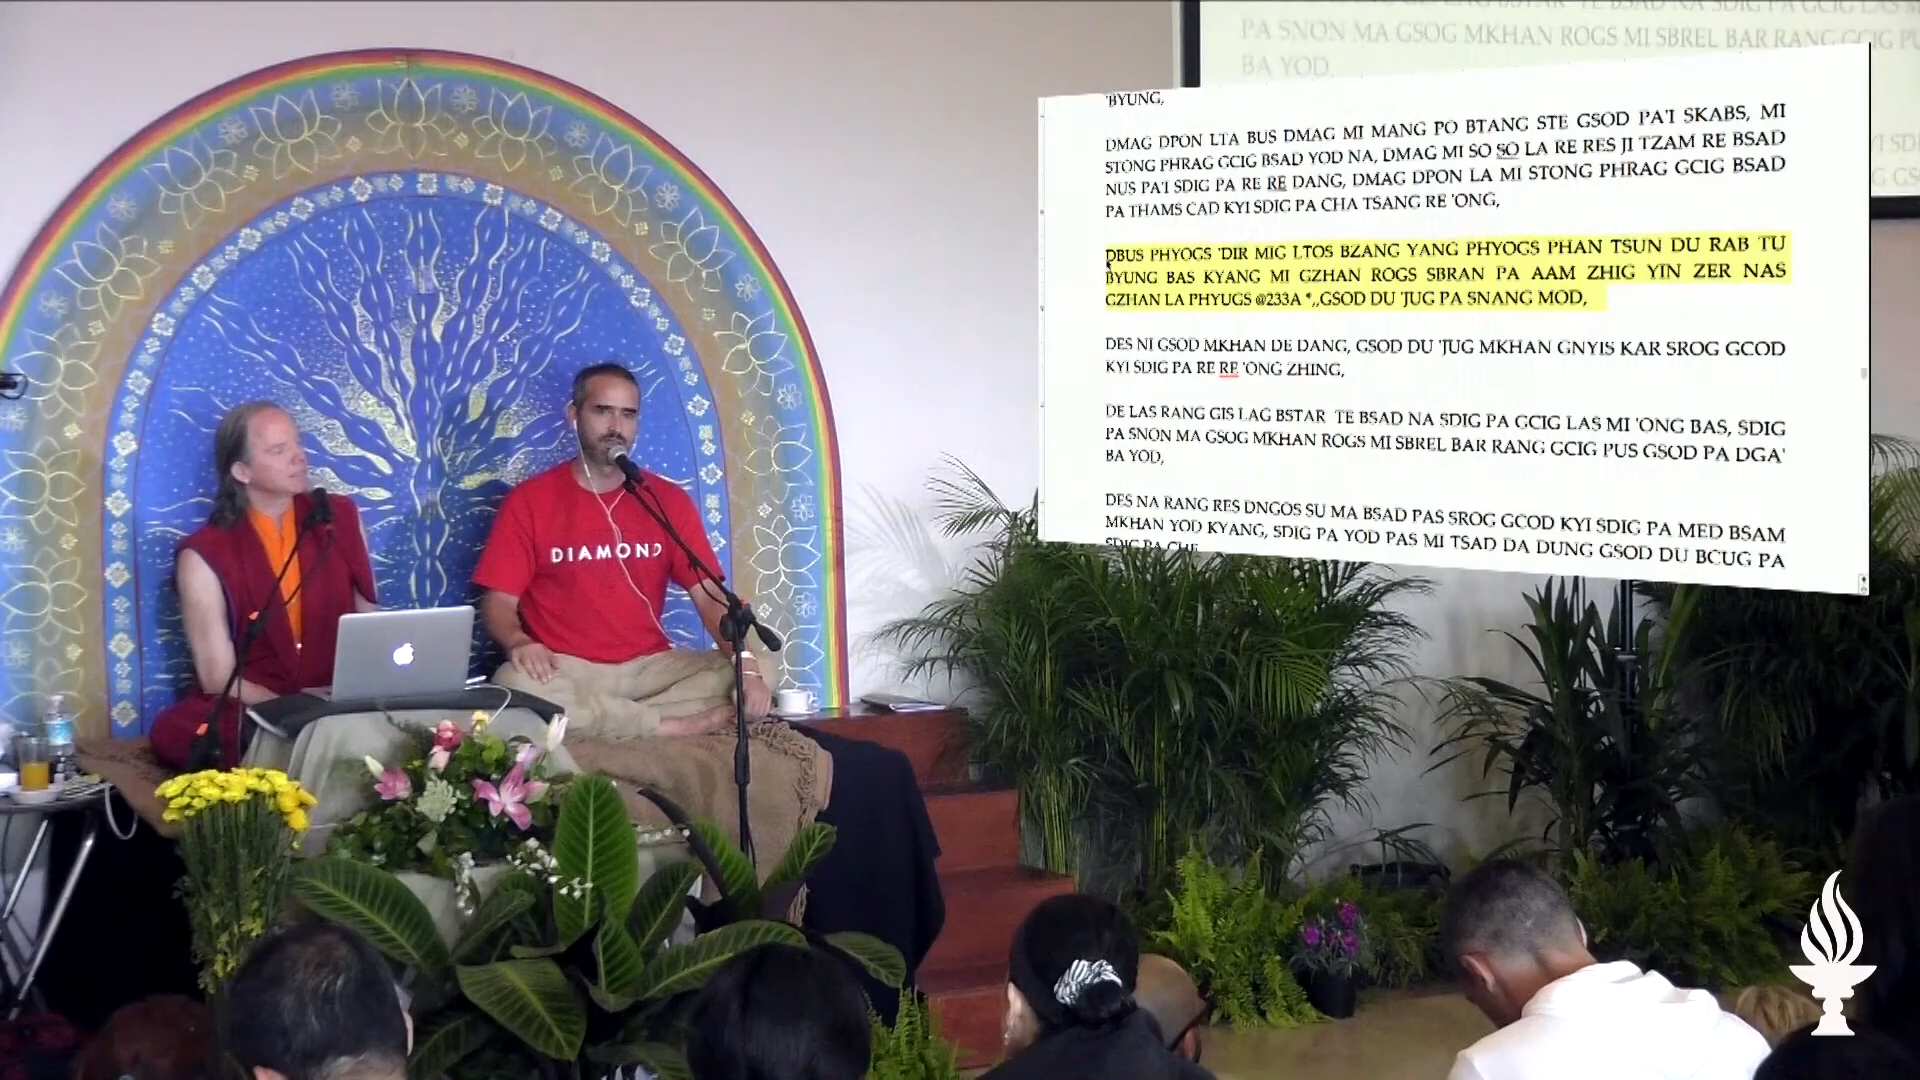 PA SNON MA GSOG MKHAN ROGS MI SBREL BAR RANG GCIG PU
BA YOD,
'BYUNG,
DMAG DPON LTA BUS DMAG MI MANG PO BTANG STE GSOD PA'I SKABS, MI
STONG PHRAG GCIG BSAD YOD NA, DMAG MI SO SO LA RE RES JI TZAM RE BSAD
NUS PA'I SDIG PA RE RE DANG, DMAG DPON LA MI STONG PHRAG GCIG BSAD
PA THAMS CAD KYI SDIG PA CHA TSANG RE 'ONG,
DBUS PHYOGS 'DIR MIG LTOS BZANG YANG PHYOGS PHAN TSUN DU RAB TU
BYUNG BAS KYANG MI GZHAN ROGS SBRAN PA AAM ZHIG YIN ZER NAS
GZHAN LA PHYUGS @233A *,,GSOD DU 'JUG PA SNANG MOD,
DES NI GSOD MKHAN DE DANG, GSOD DU 'JUG MKHAN GNYIS KAR SROG GCOD
KYI SDIG PA RE RE 'ONG ZHING,
DE LAS RANG GIS LAG BSTAR TE BSAD NA SDIG PA GCIG LAS MI 'ONG BAS, SDIG
PA SNON MA GSOG MKHAN ROGS MI SBREL BAR RANG GCIG PUS GSOD PA DGA'
BA YOD,
DES NA RANG RES DNGOS SU MA BSAD PAS SROG GCOD KYI SDIG PA MED BSAM
MKHAN YOD KYANG, SDIG PA YOD PAS MI TSAD DA DUNG GSOD DU BCUG PA
SDIG PA CHE
DIAMOND